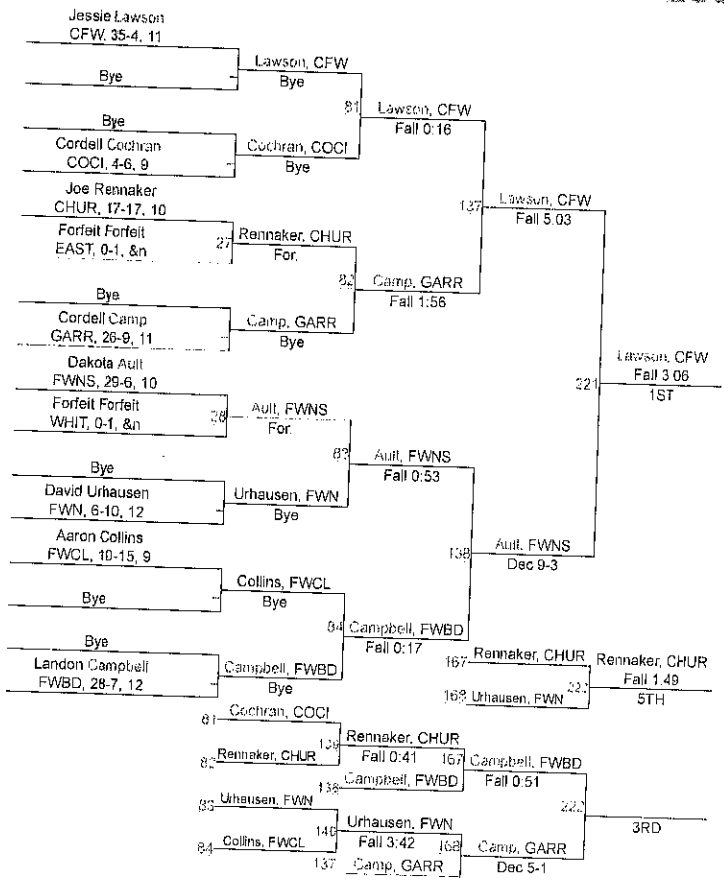 Jessie Lawson
CFW, 35-4, 11
Bye
Lawson, CFW
Bye
81
Bye
Cordell Cochran
COCI, 4-6, 9
Cochran, COCI
Bye
Lawson, CFW
Fall 0:16
137
Joe Rennaker
CHUR, 17-17, 10
Forfeit Forfeit
EAST, 0-1, &n
27
Rennaker, CHUR
For.
82
Bye
Cordell Camp
GARR, 26-9, 11
Camp, GARR
Bye
Camp, GARR
Fall 1:56
Lawson, CFW
Fall 5.03
221
Dakota Ault
FWNS, 29-6, 10
Forfeit Forfeit
WHIT, 0-1, &n
28
Ault, FWNS
For.
83
Bye
David Urhausen
FWN, 6-10, 12
Urhausen, FWN
Bye
Ault, FWNS
Fall 0:53
138
Aaron Collins
FWCL, 10-15, 9
Bye
Collins, FWCL
Bye
84
Bye
Landon Campbell
FWBD, 28-7, 12
Campbell, FWBD
Bye
Campbell, FWBD
Fall 0:17
Ault, FWNS
Dec 9-3
Lawson, CFW
Fall 3 06
1ST
167
Rennaker, CHUR
168
Urhausen, FWN
Rennaker, CHUR
Fall 1.49
5TH
81
Cochran, COCI
82
Rennaker, CHUR
139
Rennaker, CHUR
Fall 0:41
138
Campbell, FWBD
167
Campbell, FWBD
Fall 0:51
83
Urhausen, FWN
84
Collins, FWCL
140
Urhausen, FWN
Fall 3:42
137
Camp, GARR
168
Camp, GARR
Dec 5-1
222
3RD